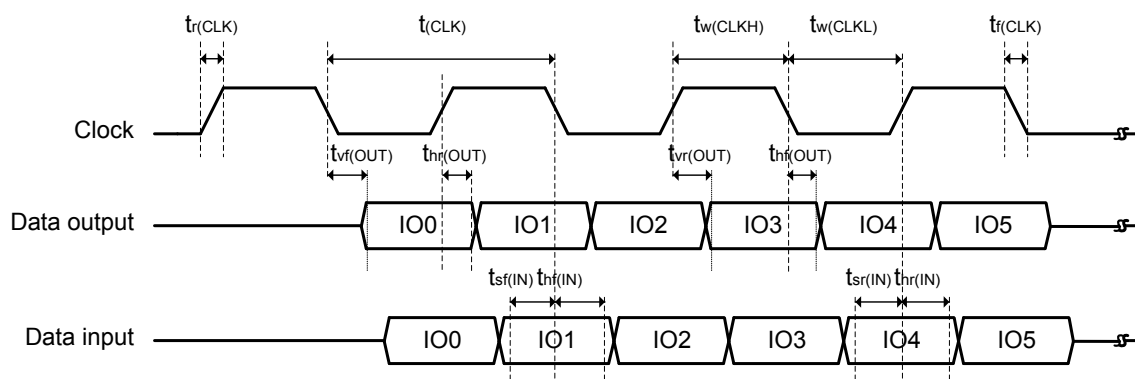 tr(CLK) t(CLK) tw(CLKH) tw(CLKL) tf(CLK)
Clock
tvf(OUT) thr(OUT) tvr(OUT) thf(OUT)
Data output IO0 IO1 IO2 IO3 IO4 IO5
tsf(IN) thf(IN) tsr(IN) thr(IN)
Data input IO0 IO1 IO2 IO3 IO4 IO5